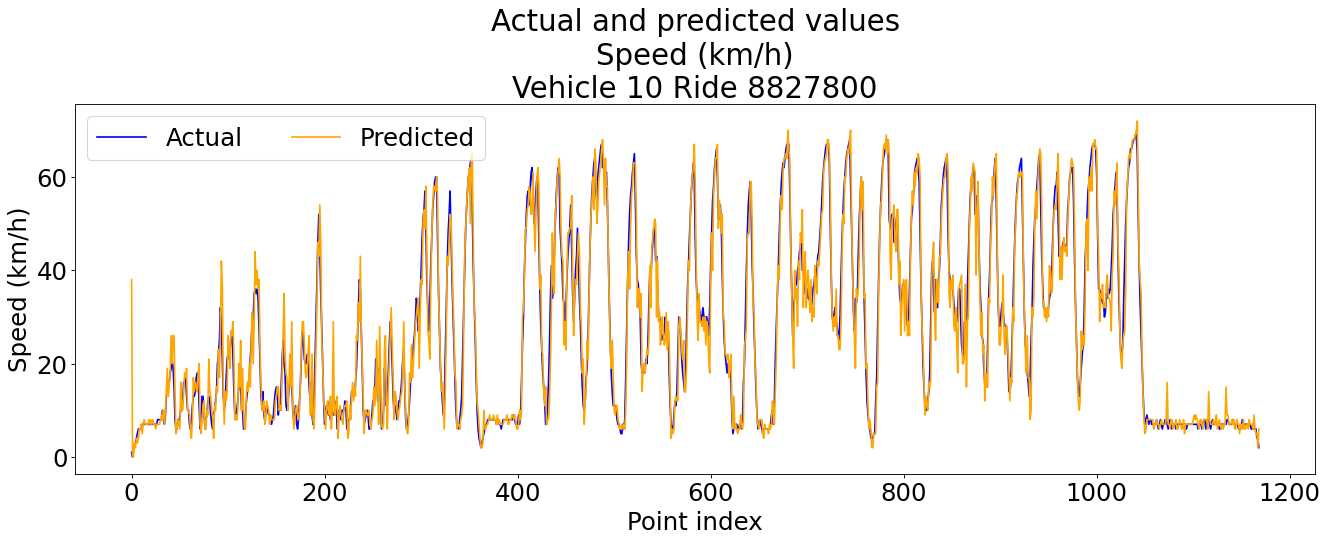 Actual and predicted values
Speed (km/h)
Vehicle 10 Ride 8827800
Actual Predicted
Speed (km/h)
60
40
20
0
0 200 400 600 800 1000 1200
Point index